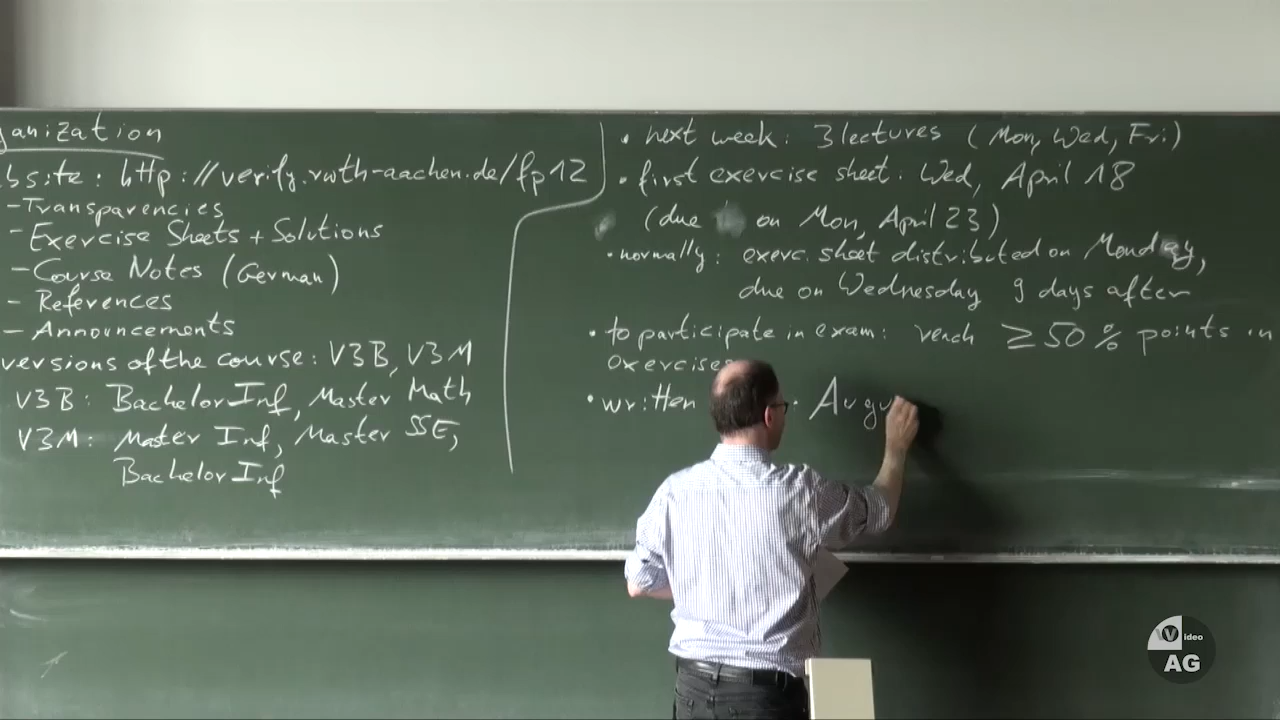 ganization
bsite: http://verify.rwth-aachen.de/fp12
- Transparencies
- Exercise Sheets + Solutions
- Course Notes (German)
- References
- Announcements
versions of the course: V3B, V3M
V3B: Bachelor Inf, Master Math
V3M: Master Inf, Master SSE,
Bachelor Inf
• next week: 3 lectures (Mon, Wed, Fri)
• first exercise sheet: Wed, April 18
(due on Mon, April 23)
• normally: exerc. sheet distributed on Monday,
due on Wednesday 9 days after
• to participate in exam: reach ≥50% points in
exercises
• written Augu
Video
AG